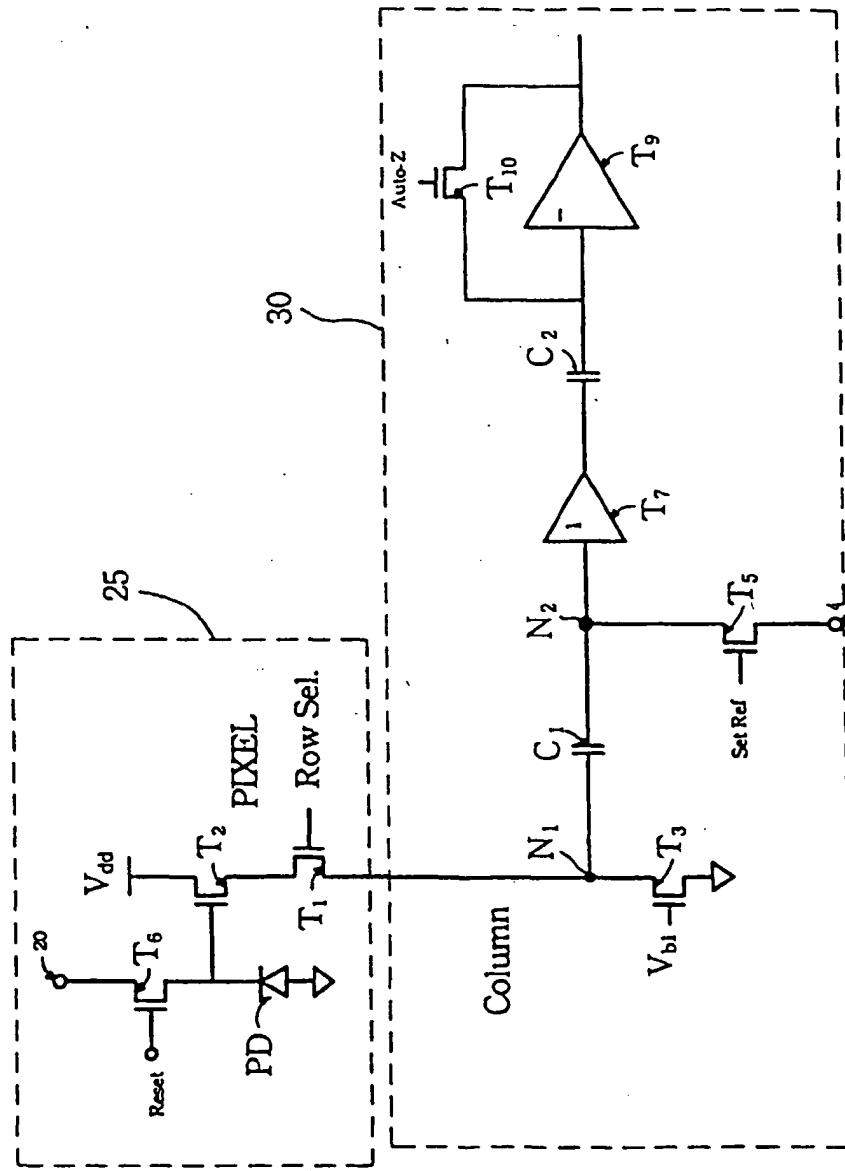 25
20
V_dd
Reset
T_6
T_2
PD
PIXEL
T_1
Row Sel.
30
Column
Auto-Z
T_10
N_1
C_1
N_2
1
T_7
C_2
–
T_9
V_b1
T_3
Set Ref
T_5
4